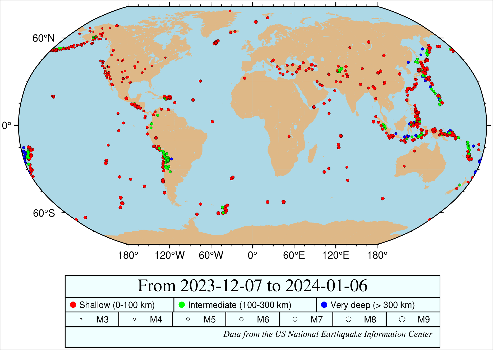 60°N
0°
60°S
180° 120°W 60°W 0° 60°E 120°E 180°
From 2023-12-07 to 2024-01-06
Shallow (0-100 km) Intermediate (100-300 km) Very deep (> 300 km)
M3 M4 M5 M6 M7 M8 M9
Data from the US National Earthquake Information Center